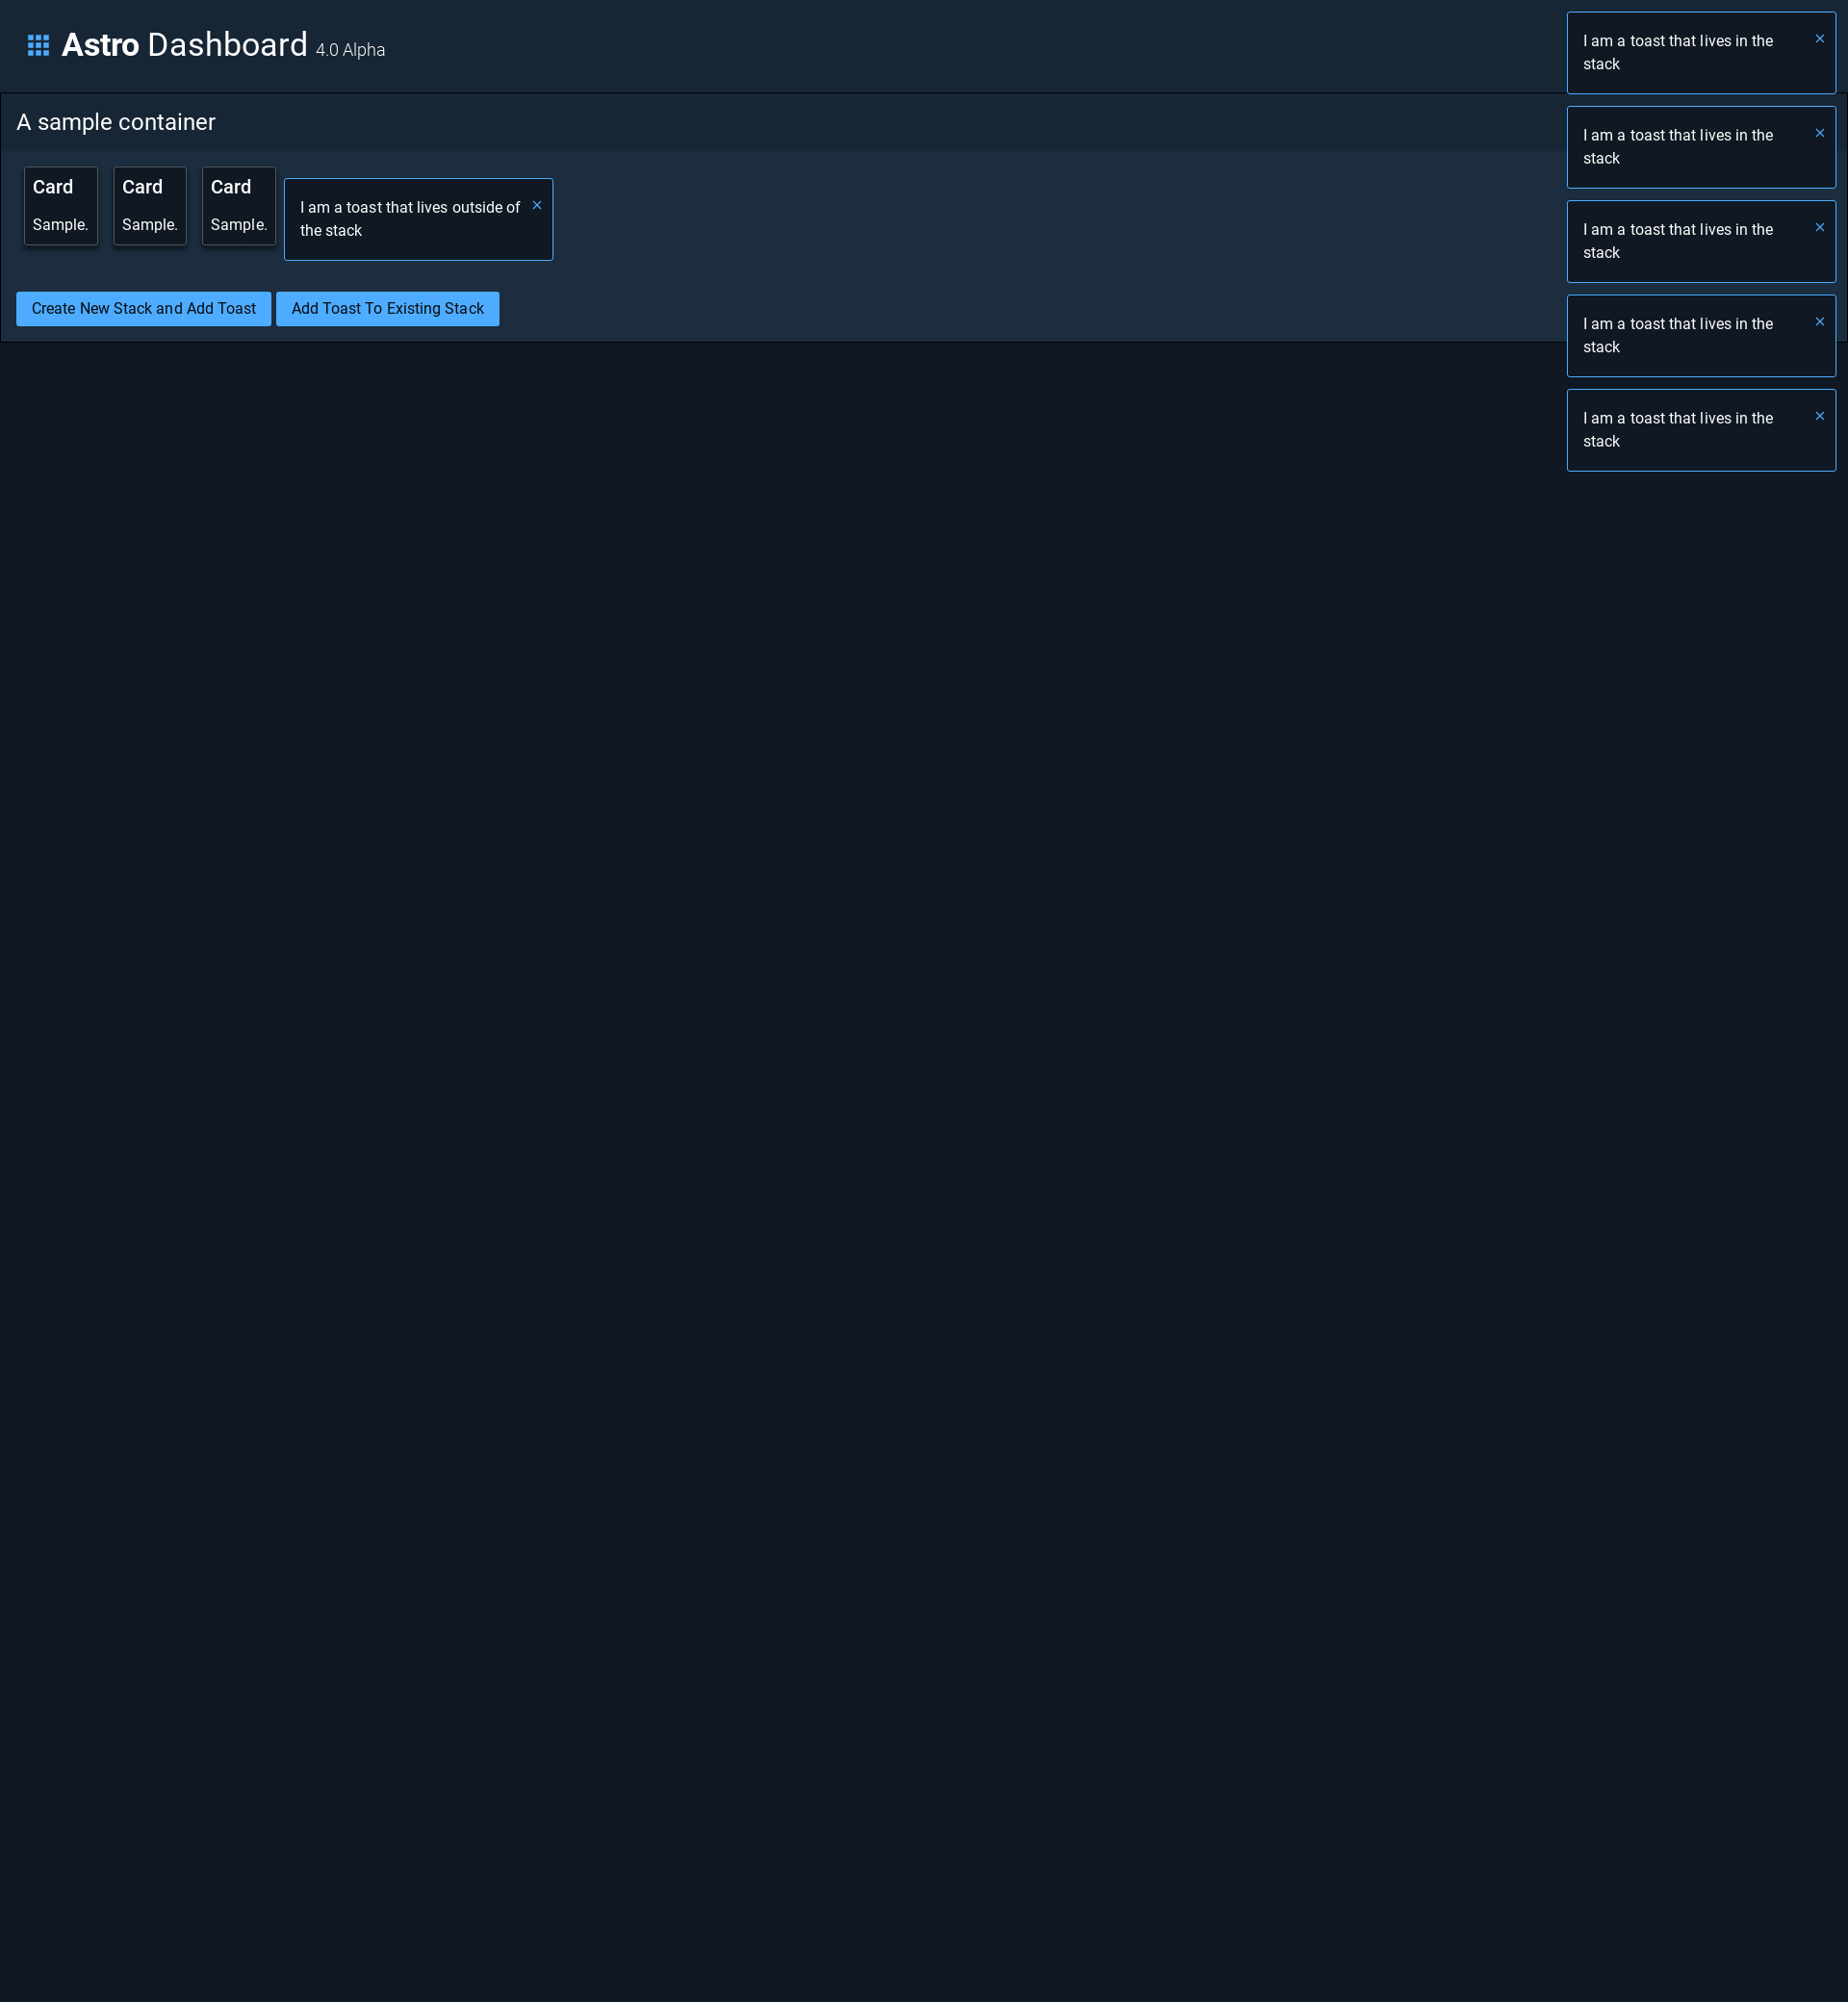 Astro Dashboard 4.0 Alpha
A sample container
Card
Sample.
Card
Sample.
Card
Sample.
I am a toast that lives outside of
the stack
Create New Stack and Add Toast
Add Toast To Existing Stack
I am a toast that lives in the
stack
I am a toast that lives in the
stack
I am a toast that lives in the
stack
I am a toast that lives in the
stack
I am a toast that lives in the
stack